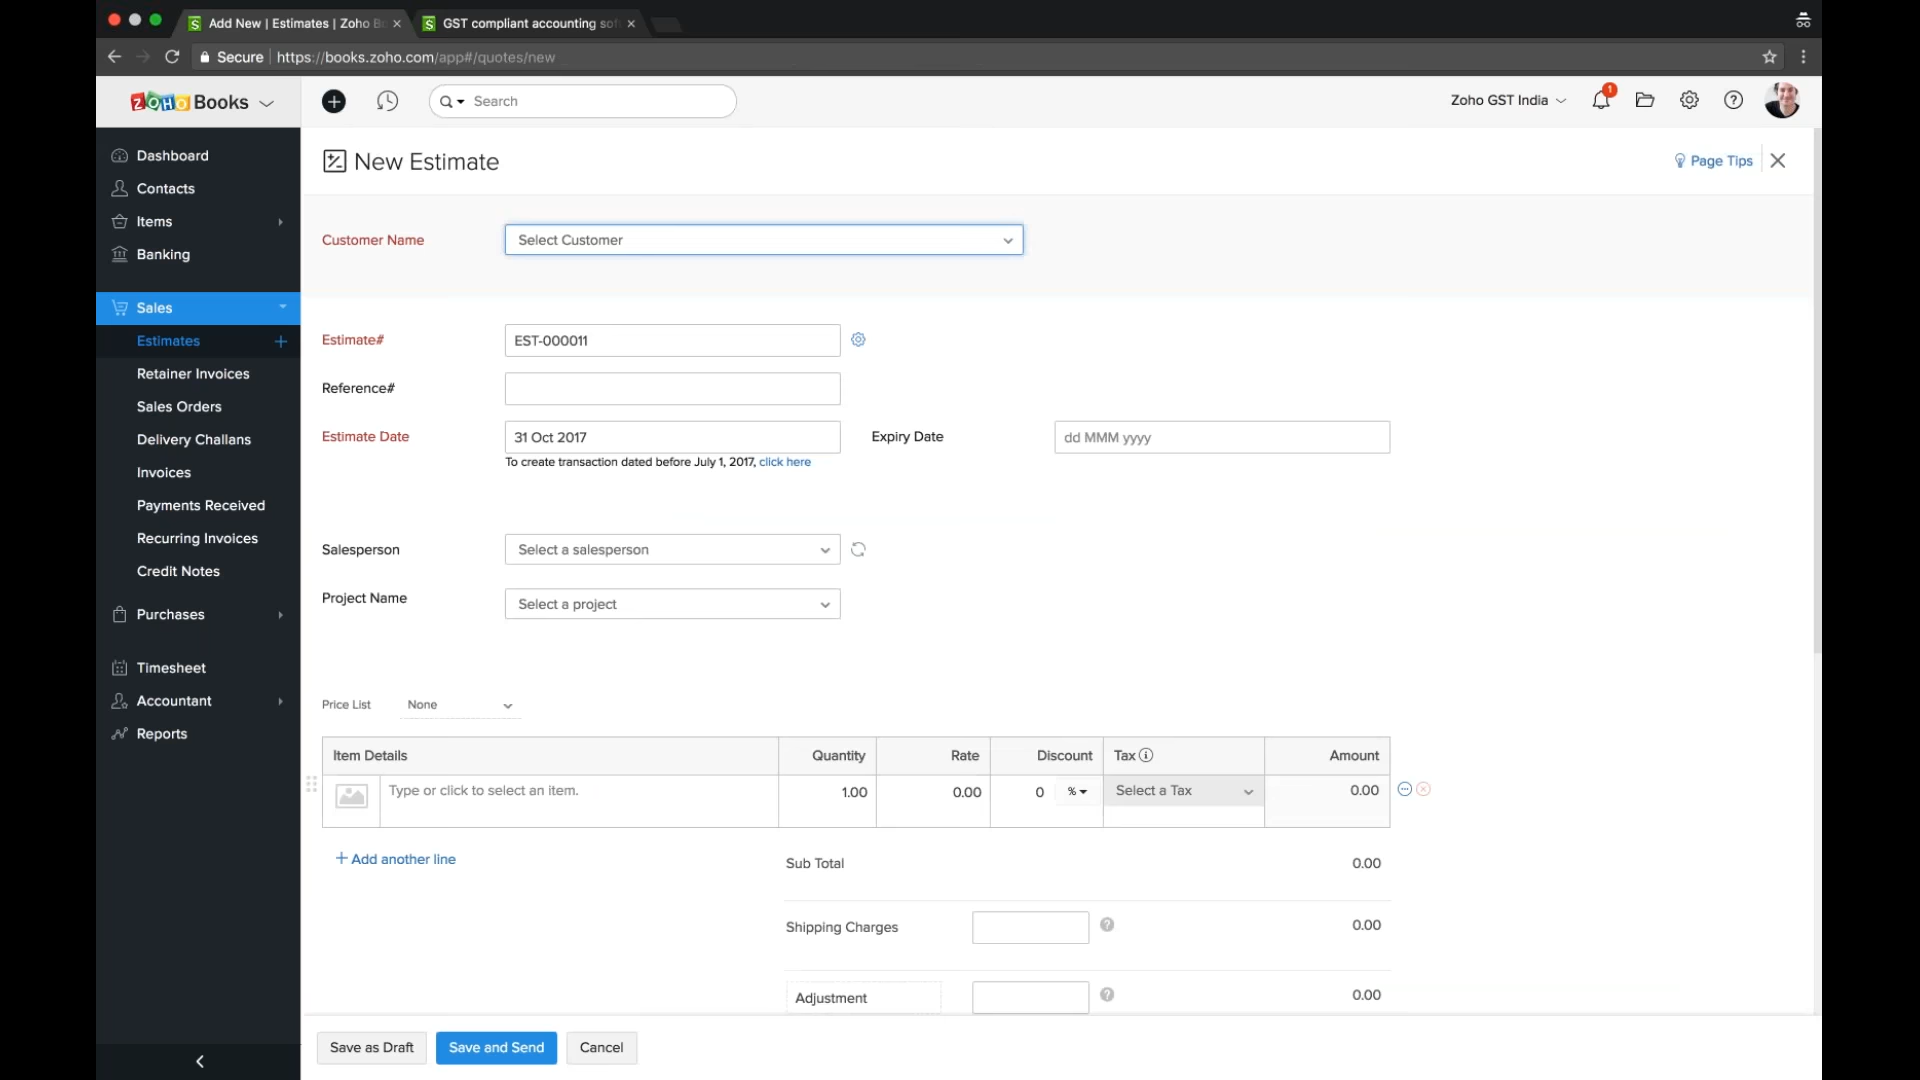 Add New | Estimates | Zoho B
GST compliant accounting sof
Secure https://books.zoho.com/app#/quotes/new
ZOHO Books
Search
Zoho GST India
1
Dashboard
Contacts
Items
Banking
Sales
Estimates
Retainer Invoices
Sales Orders
Delivery Challans
Invoices
Payments Received
Recurring Invoices
Credit Notes
Purchases
Timesheet
Accountant
Reports
New Estimate
Page Tips
Customer Name Select Customer
Estimate# EST-000011
Reference#
Estimate Date 31 Oct 2017 Expiry Date dd MMM yyyy
To create transaction dated before July 1, 2017, click here
Salesperson Select a salesperson
Project Name Select a project
Price List None
Item Details Quantity Rate Discount Tax Amount
Type or click to select an item. 1.00 0.00 0 % Select a Tax 0.00
+ Add another line
Sub Total 0.00
Shipping Charges 0.00
Adjustment 0.00
Save as Draft Save and Send Cancel